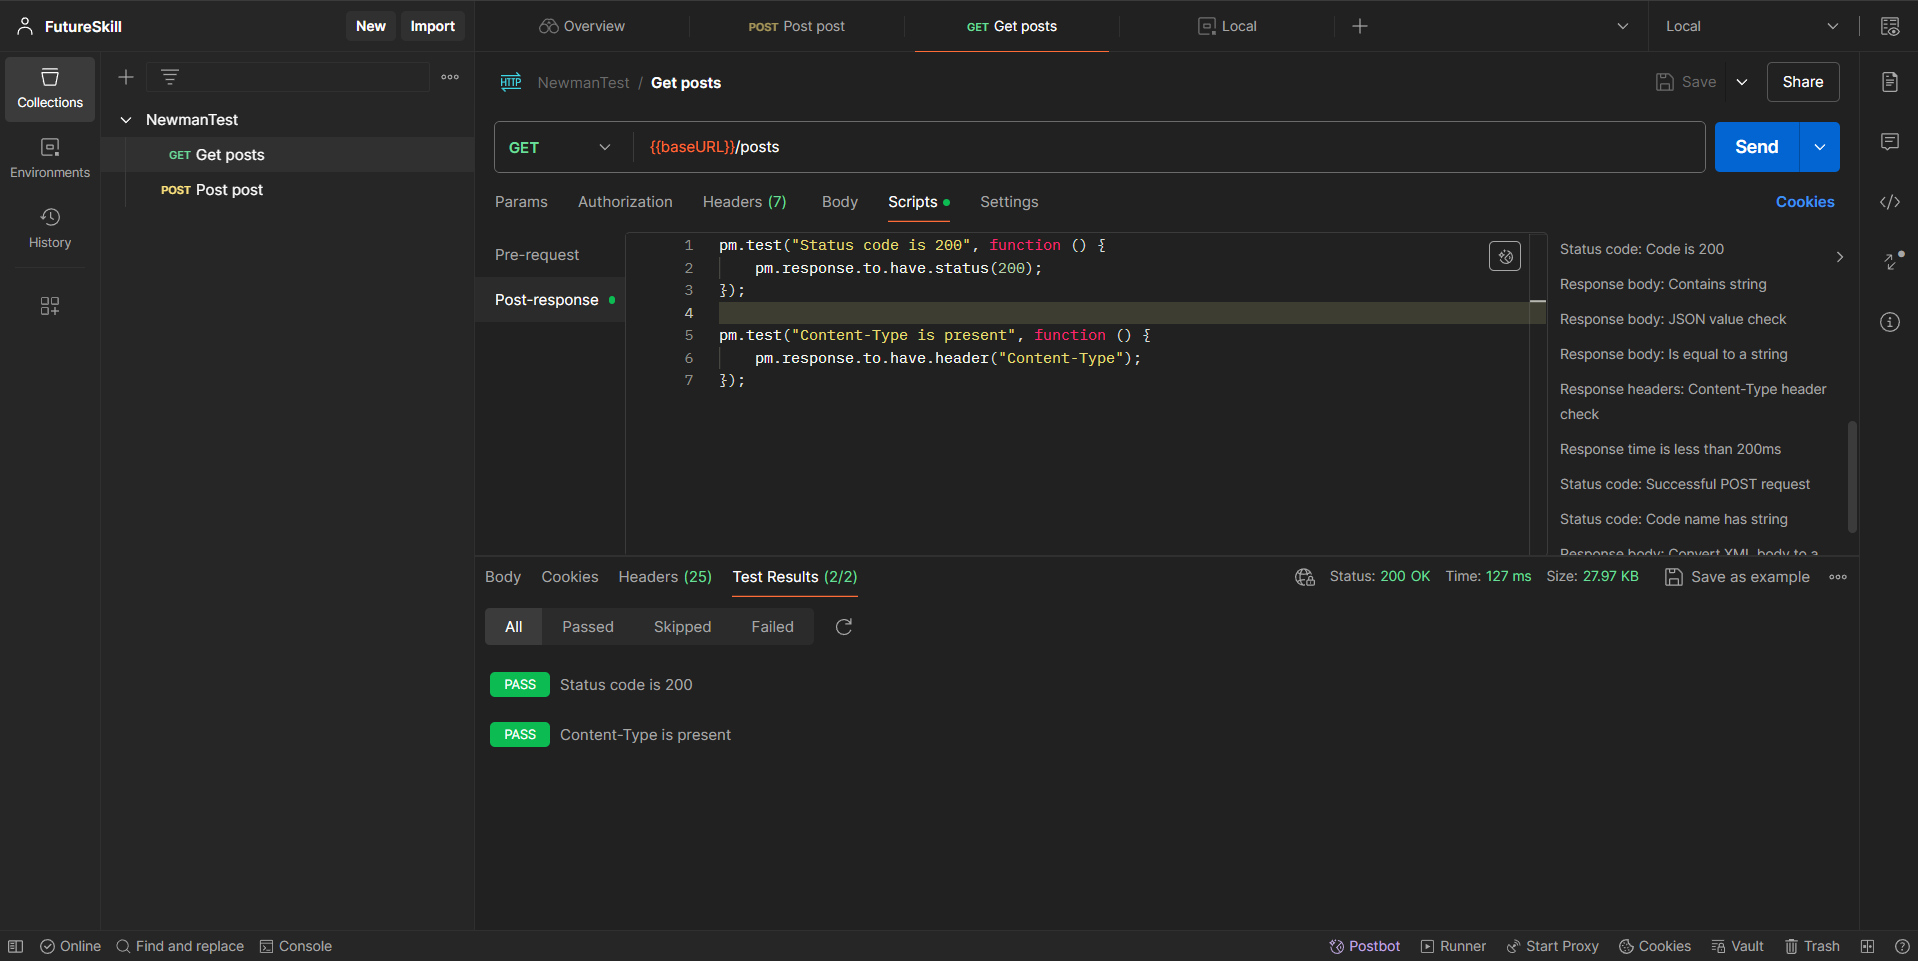 FutureSkill
New
Import
Overview
POST Post post
GET Get posts
Local
Local
Collections
Environments
History
NewmanTest
GET Get posts
POST Post post
HTTP
NewmanTest / Get posts
Save
Share
GET
{{baseURL}}/posts
Send
Params
Authorization
Headers (7)
Body
Scripts
Settings
Cookies
Pre-request
Post-response
1 pm.test("Status code is 200", function () {
2 pm.response.to.have.status(200);
3 });
4
5 pm.test("Content-Type is present", function () {
6 pm.response.to.have.header("Content-Type");
7 });
Status code: Code is 200
Response body: Contains string
Response body: JSON value check
Response body: Is equal to a string
Response headers: Content-Type header
check
Response time is less than 200ms
Status code: Successful POST request
Status code: Code name has string
Response body: Convert XML body to a
Body
Cookies
Headers (25)
Test Results (2/2)
Status: 200 OK
Time: 127 ms
Size: 27.97 KB
Save as example
All
Passed
Skipped
Failed
PASS Status code is 200
PASS Content-Type is present
Online
Find and replace
Console
Postbot
Runner
Start Proxy
Cookies
Vault
Trash